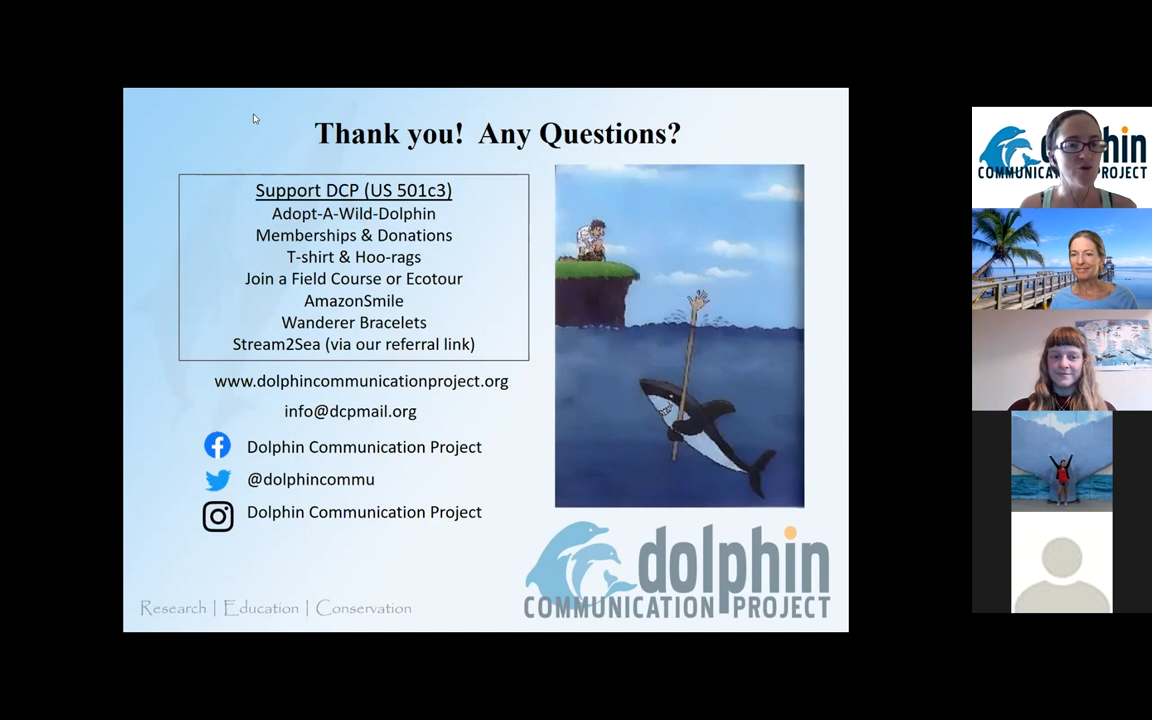 Thank you!  Any Questions?
Support DCP (US 501c3)
Adopt-A-Wild-Dolphin
Memberships & Donations
T-shirt & Hoo-rags
Join a Field Course or Ecotour
AmazonSmile
Wanderer Bracelets
Stream2Sea (via our referral link)
www.dolphincommunicationproject.org
info@dcpmail.org
Dolphin Communication Project
@dolphincommu
Dolphin Communication Project
dolphin
COMMUNICATION PROJECT
Research | Education | Conservation
hin
COMMUNICA PROJECT